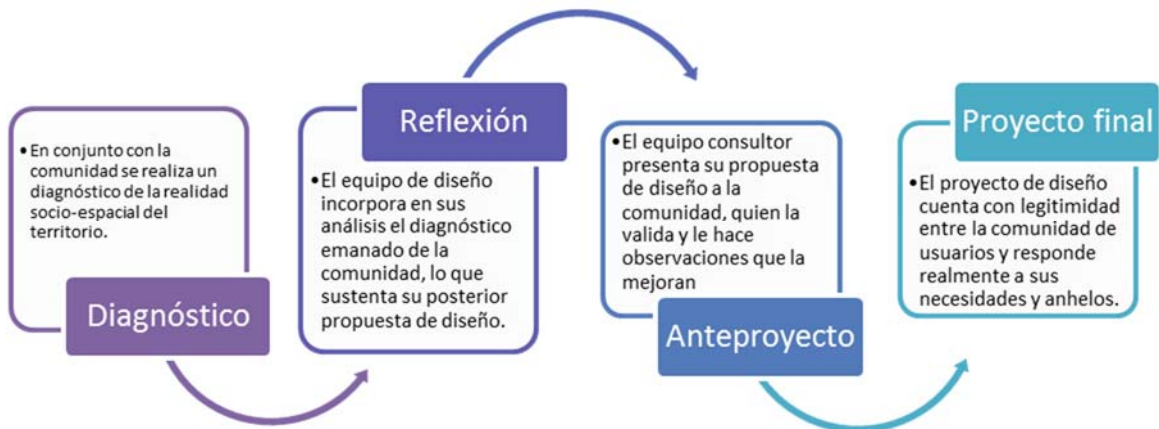 • En conjunto con la
comunidad se realiza un
diagnóstico de la realidad
socio-espacial del
territorio.
Diagnóstico
Reflexión
•El equipo de diseño
incorpora en sus
análisis el diagnóstico
emanado de la
comunidad, lo que
sustenta su posterior
propuesta de diseño.
•El equipo consultor
presenta su propuesta
de diseño a la
comunidad, quien la
valida y le hace
observaciones que la
mejoran
Anteproyecto
Proyecto final
•El proyecto de diseño
cuenta con legitimidad
entre la comunidad de
usuarios y responde
realmente a sus
necesidades y anhelos.